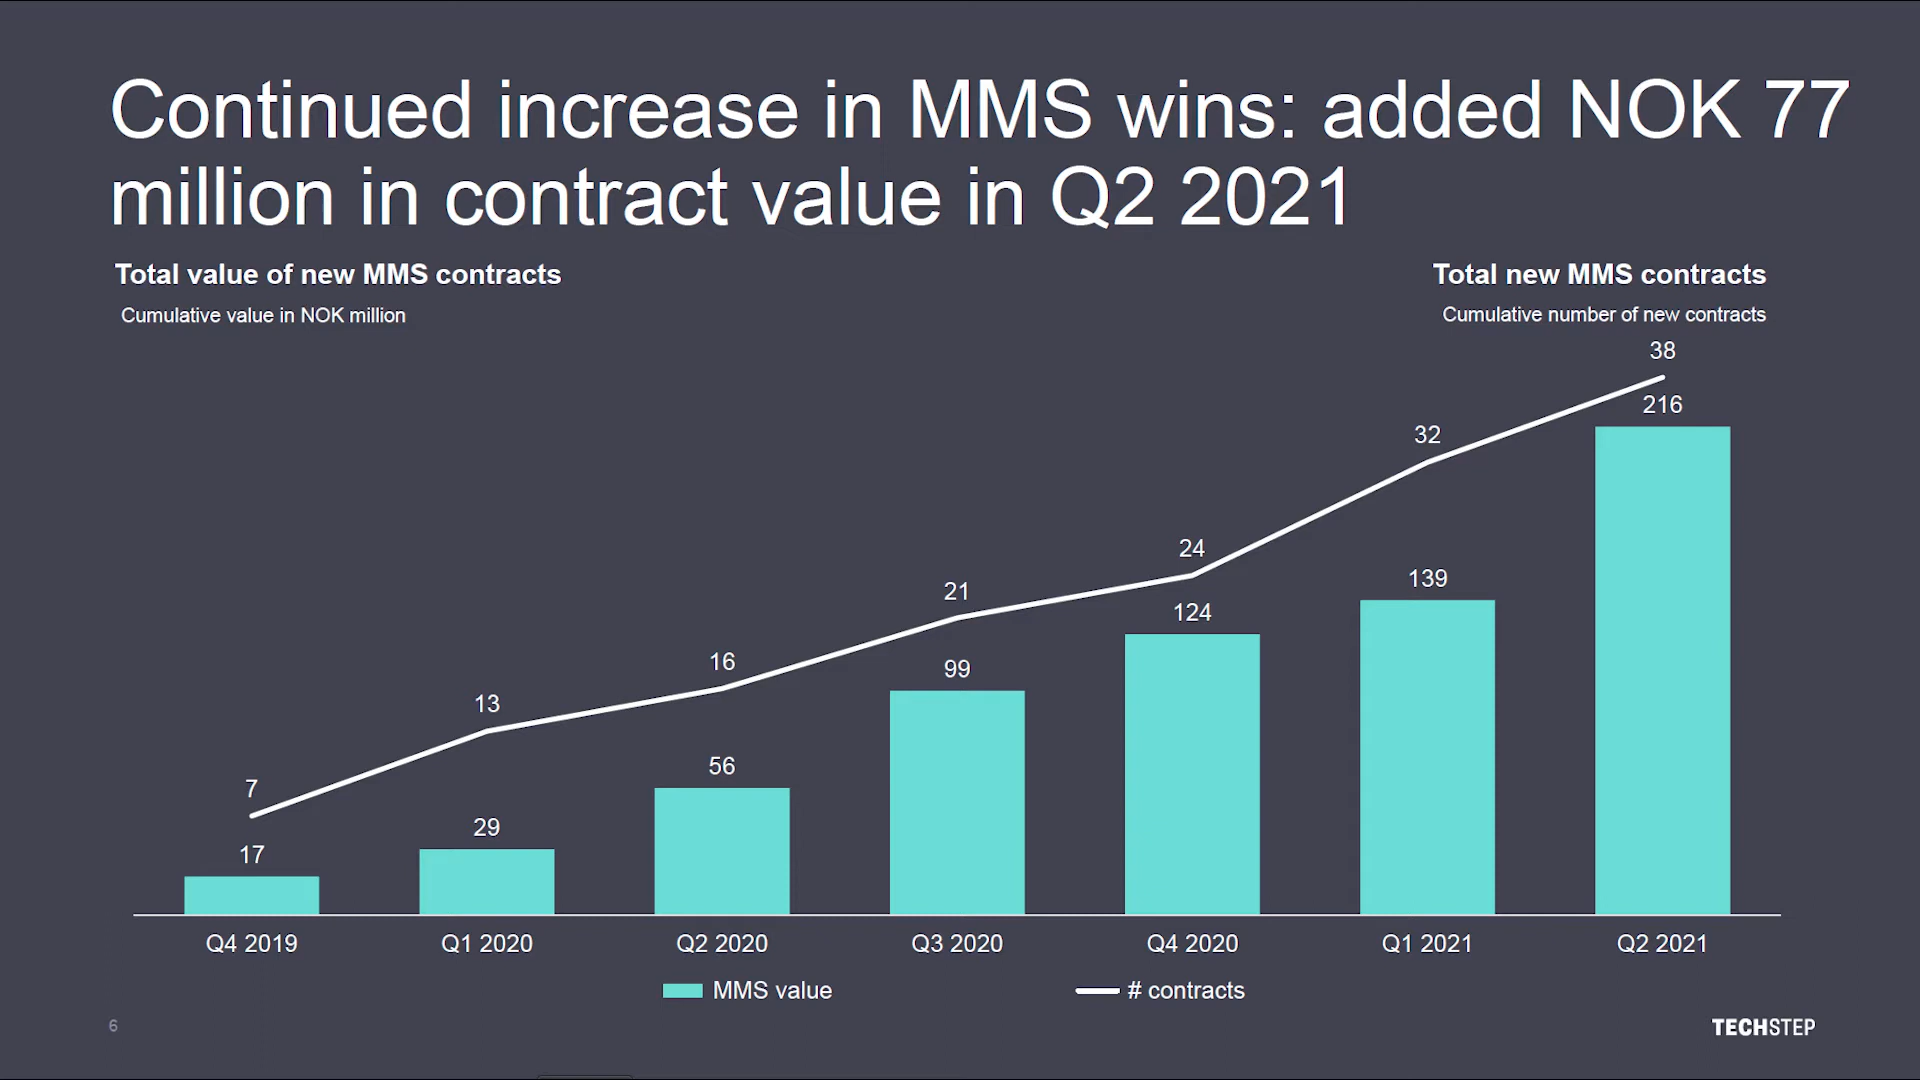 Continued increase in MMS wins: added NOK 77
million in contract value in Q2 2021
Total value of new MMS contracts
Cumulative value in NOK million
Total new MMS contracts
Cumulative number of new contracts
38
216
32
139
24
124
21
99
16
56
13
29
7
17
Q4 2019 Q1 2020 Q2 2020 Q3 2020 Q4 2020 Q1 2021 Q2 2021
MMS value # contracts
6
TECHSTEP